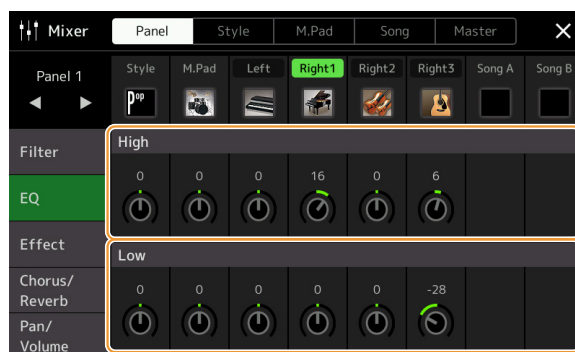 Mixer Panel Style M.Pad Song Master
Panel 1 Style M.Pad Left Right1 Right2 Right3 Song A Song B
Pop
Filter
EQ
Effect
Chorus/
Reverb
Pan/
Volume
High
0 0 0 16 0 6
Low
0 0 0 0 0 -28